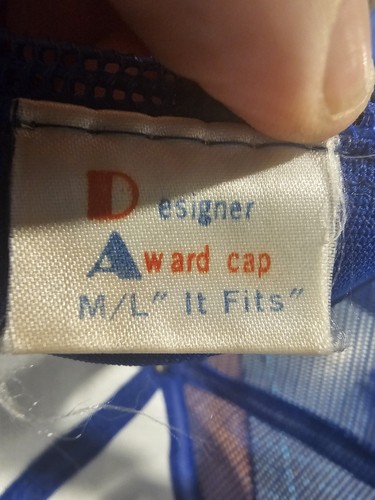 Designer
Award cap
M/L" It Fits"